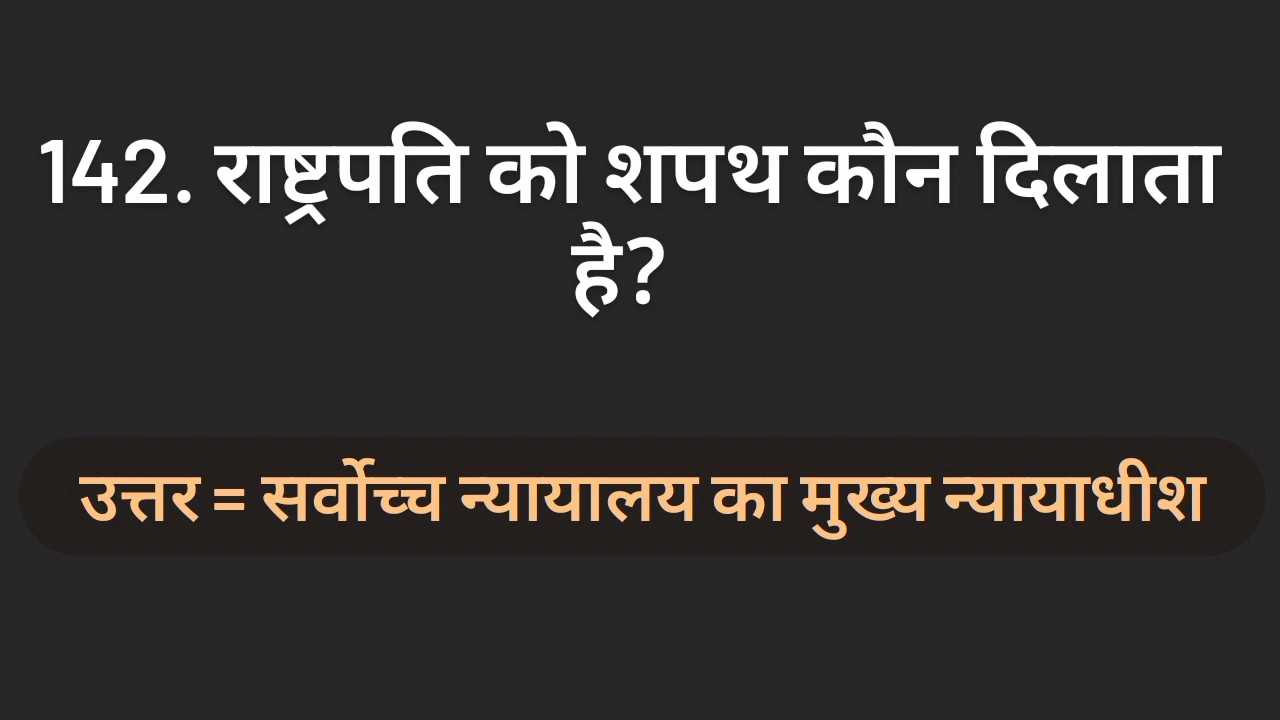 142. राष्ट्रपति को शपथ कौन दिलाता
है?
उत्तर = सर्वोच्च न्यायालय का मुख्य न्यायाधीश